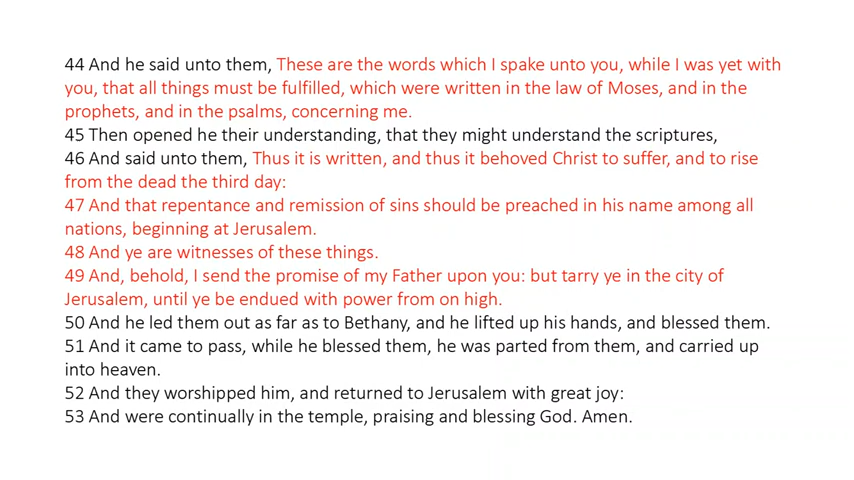 44 And he said unto them, These are the words which I spake unto you, while I was yet with
you, that all things must be fulfilled, which were written in the law of Moses, and in the
prophets, and in the psalms, concerning me.
45 Then opened he their understanding, that they might understand the scriptures,
46 And said unto them, Thus it is written, and thus it behoved Christ to suffer, and to rise
from the dead the third day:
47 And that repentance and remission of sins should be preached in his name among all
nations, beginning at Jerusalem.
48 And ye are witnesses of these things.
49 And, behold, I send the promise of my Father upon you: but tarry ye in the city of
Jerusalem, until ye be endued with power from on high.
50 And he led them out as far as to Bethany, and he lifted up his hands, and blessed them.
51 And it came to pass, while he blessed them, he was parted from them, and carried up
into heaven.
52 And they worshipped him, and returned to Jerusalem with great joy:
53 And were continually in the temple, praising and blessing God. Amen.